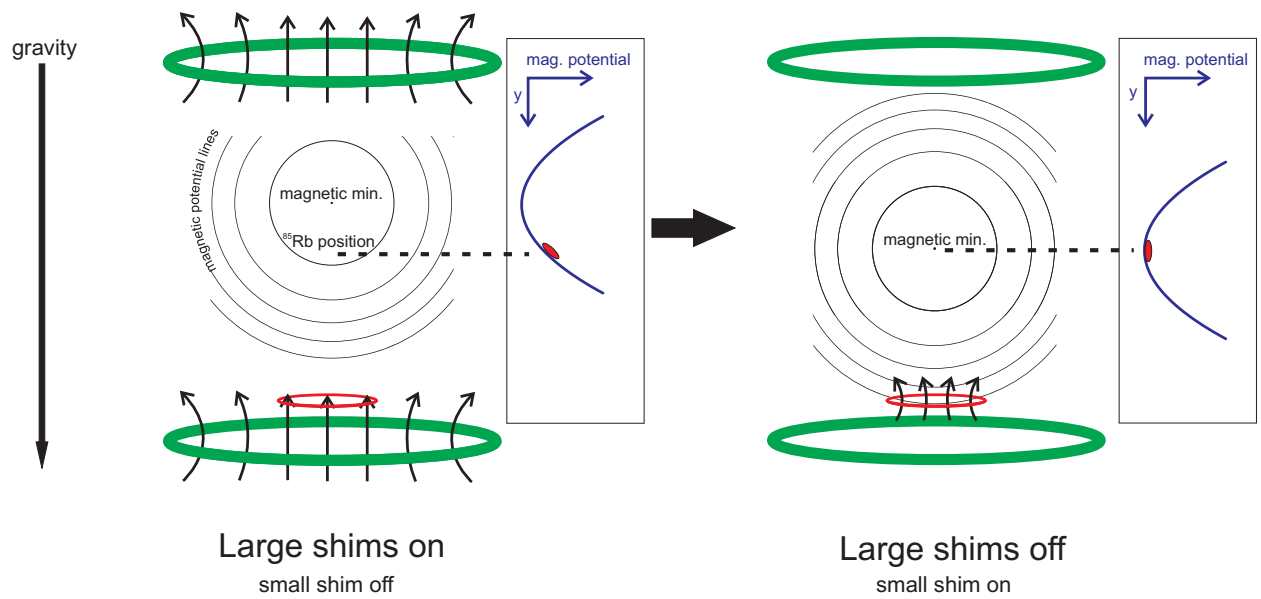 gravity
mag. potential
y
magnetic potential lines
magnetic min.
⁸⁵Rb position
Large shims on
small shim off
mag. potential
y
magnetic min.
Large shims off
small shim on